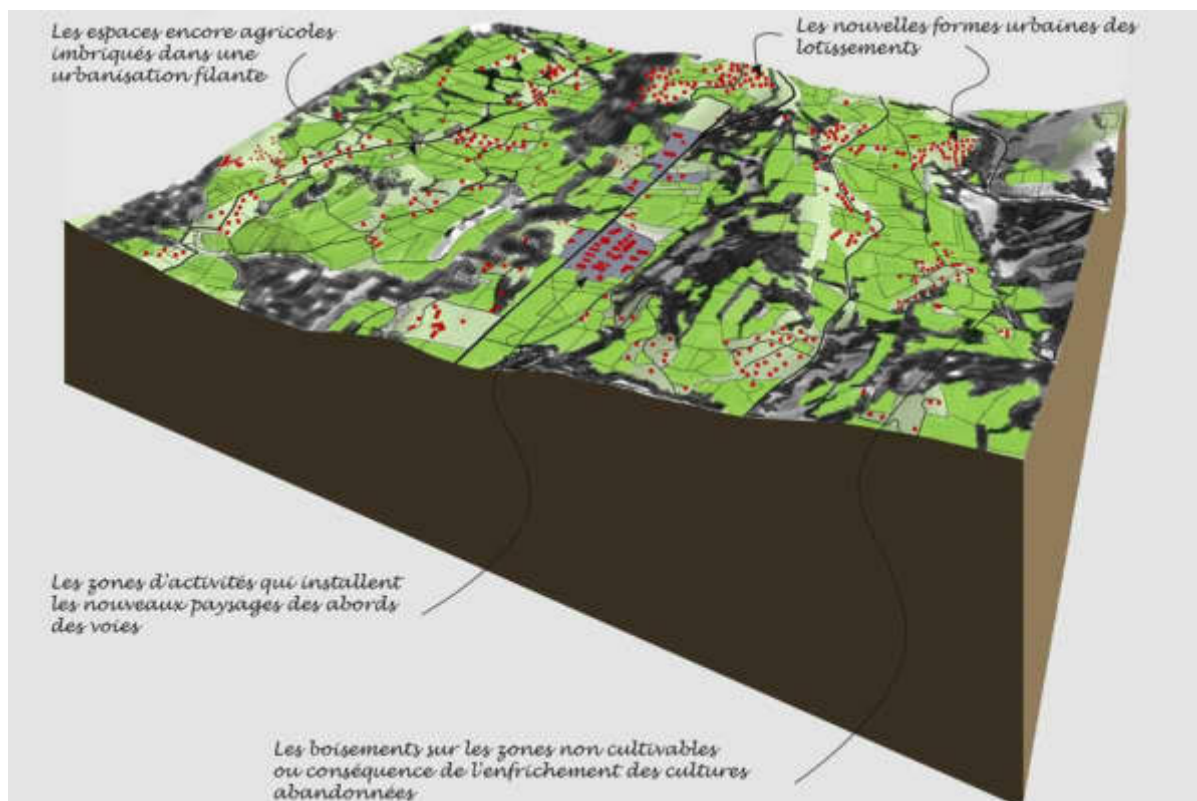 Les espaces encore agricoles
imbriqués dans une
urbanisation filante
Les nouvelles formes urbaines des
lotissements
Les zones d'activités qui installent
les nouveaux paysages des abords
des voies
Les boisements sur les zones non cultivables
ou conséquence de l'enfrichement des cultures
abandonnées